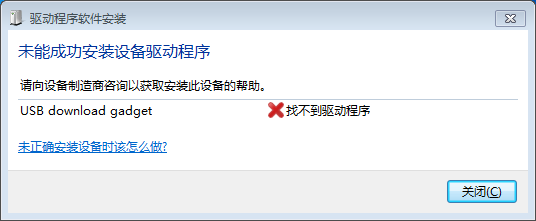 驱动程序软件安装
未能成功安装设备驱动程序
请向设备制造商咨询以获取安装此设备的帮助。
USB download gadget 找不到驱动程序
未正确安装设备时该怎么做?
关闭(C)